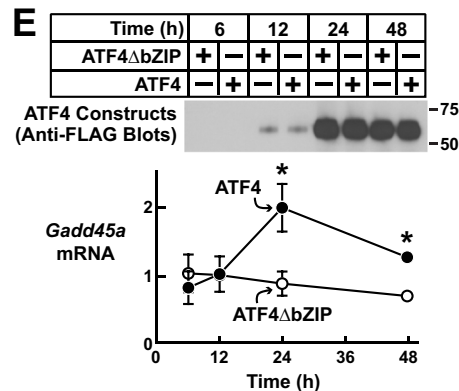 E
Time (h) 6 12 24 48
ATF4ΔbZIP + − + − + − + −
ATF4 − + − + − + − +
ATF4 Constructs
(Anti-FLAG Blots)
75
50
*
ATF4
*
2
Gadd45a
mRNA
1
ATF4ΔbZIP
0
0 12 24 36 48
Time (h)